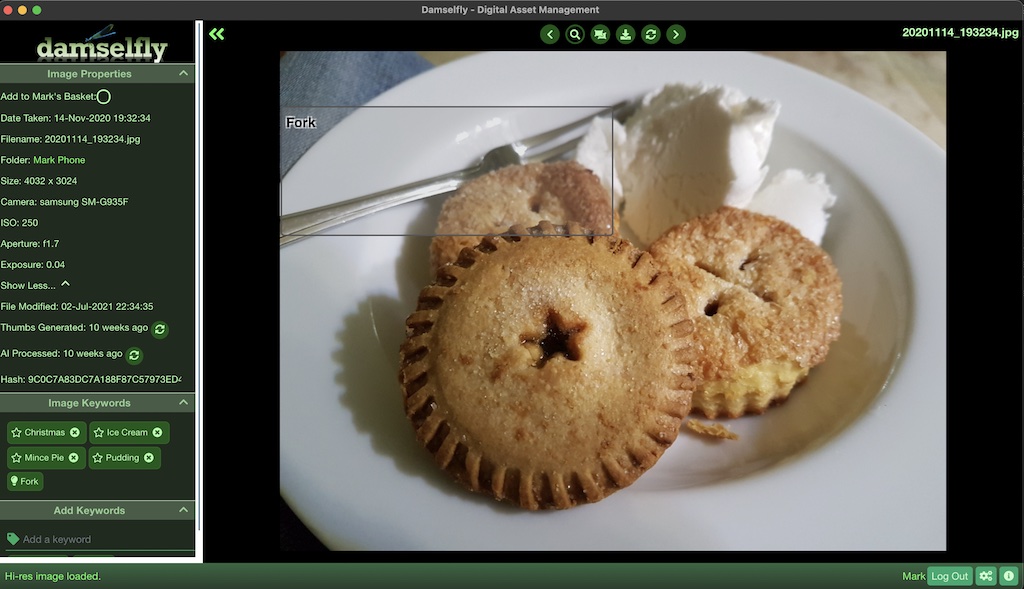 Damselfly - Digital Asset Management
damselfly
20201114_193234.jpg
Image Properties
Add to Mark's Basket:
Date Taken: 14-Nov-2020 19:32:34
Filename: 20201114_193234.jpg
Folder: Mark Phone
Size: 4032 x 3024
Camera: samsung SM-G935F
ISO: 250
Aperture: f1.7
Exposure: 0.04
Show Less...
File Modified: 02-Jul-2021 22:34:35
Thumbs Generated: 10 weeks ago
AI Processed: 10 weeks ago
Hash: 9C0C7A83DC7A188F87C57973ED4
Image Keywords
Christmas Ice Cream
Mince Pie Pudding
Fork
Add Keywords
Add a keyword
Fork
Hi-res image loaded.
Mark Log Out